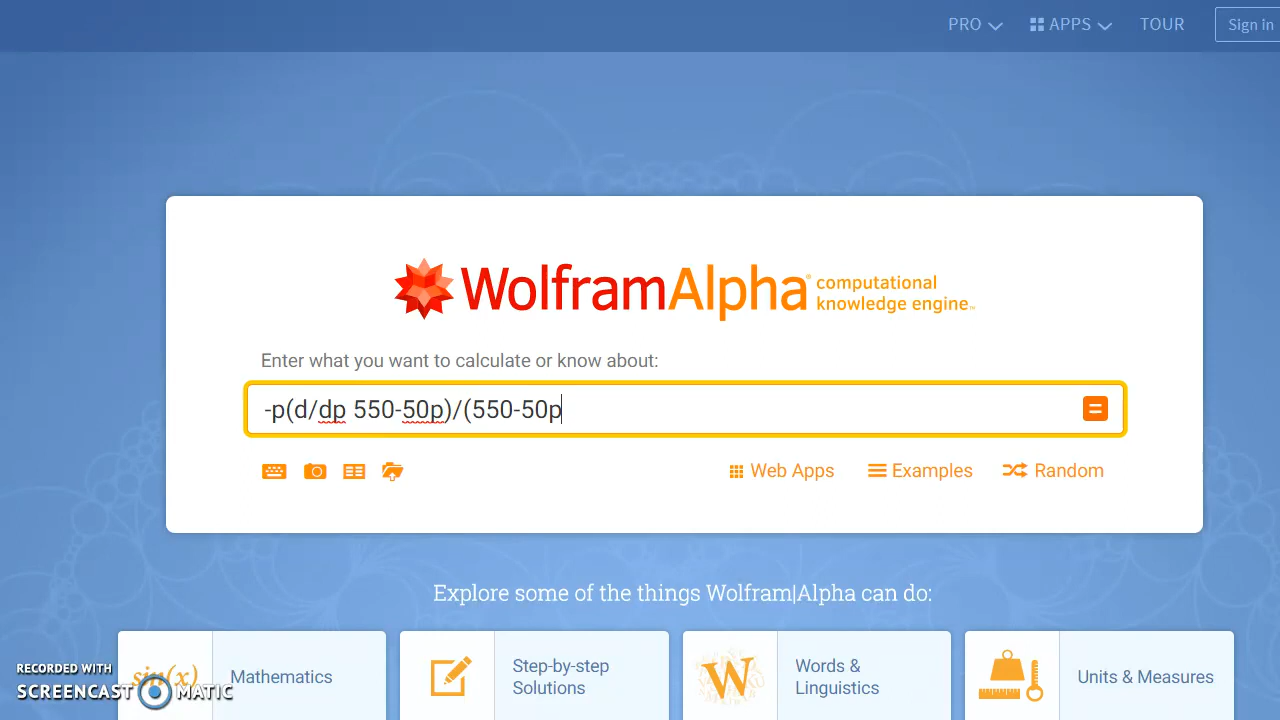 PRO APPS TOUR Sign in
WolframAlpha computational
knowledge engine™
Enter what you want to calculate or know about:
-p(d/dp 550-50p)/(550-50p
Web Apps Examples Random
Explore some of the things Wolfram|Alpha can do:
sin(x) Mathematics
Step-by-step
Solutions
W Words &
Linguistics
Units & Measures
RECORDED WITH
SCREENCAST MATIC